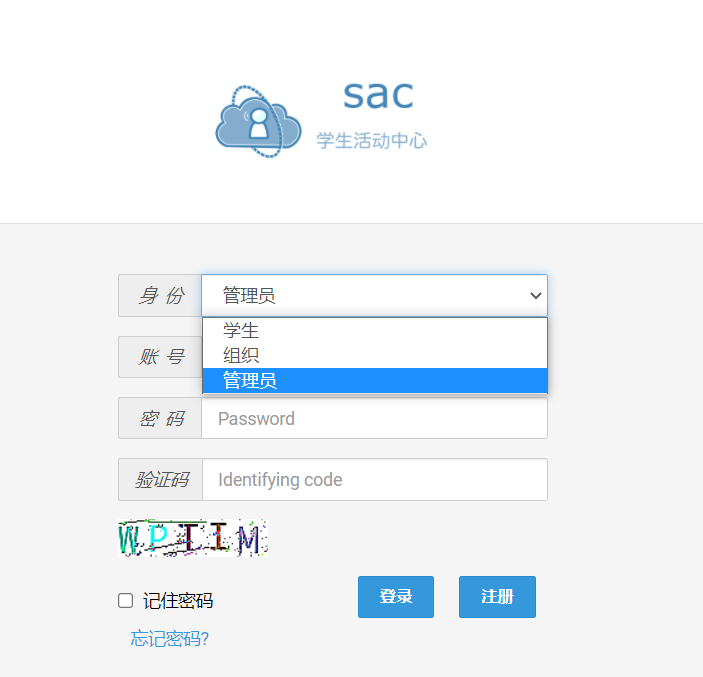 sac
学生活动中心
身 份 管理员
学生
组织
管理员
账 号
密 码 Password
验证码 Identifying code
WPIIM
记住密码 登录 注册
忘记密码?